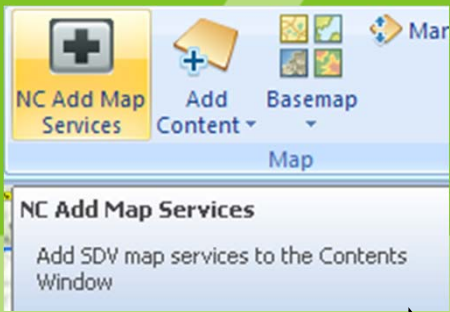 Mar
NC Add Map
Services
Add
Content
Basemap
Map
NC Add Map Services
Add SDV map services to the Contents
Window